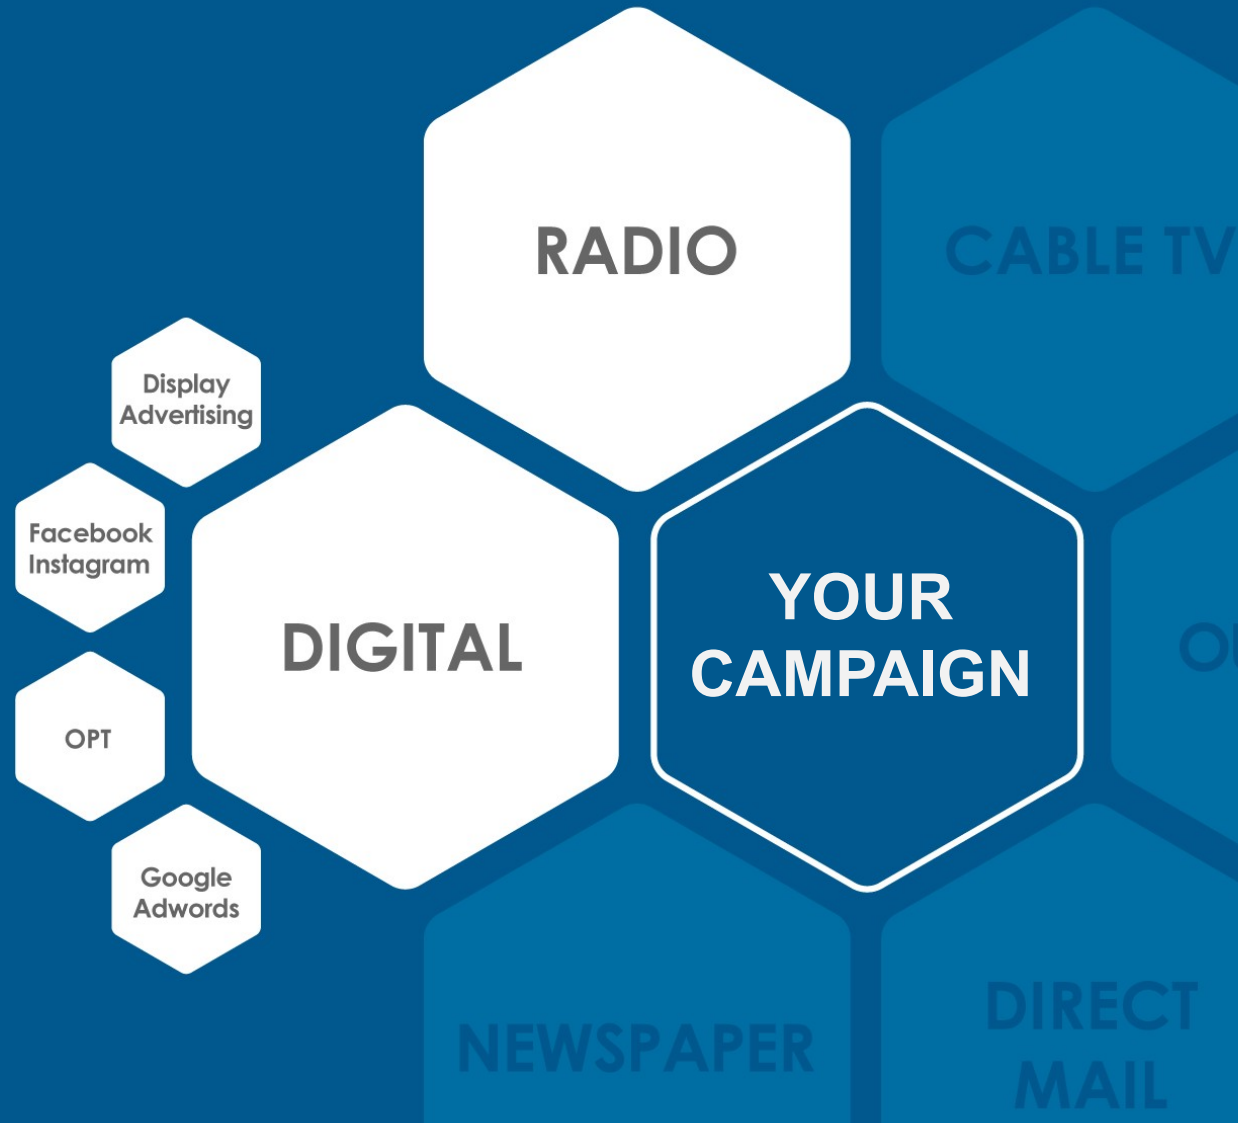 RADIO
CABLE TV
Display
Advertising
Facebook
Instagram
DIGITAL
YOUR
CAMPAIGN
OPT
Google
Adwords
NEWSPAPER
DIRECT
MAIL